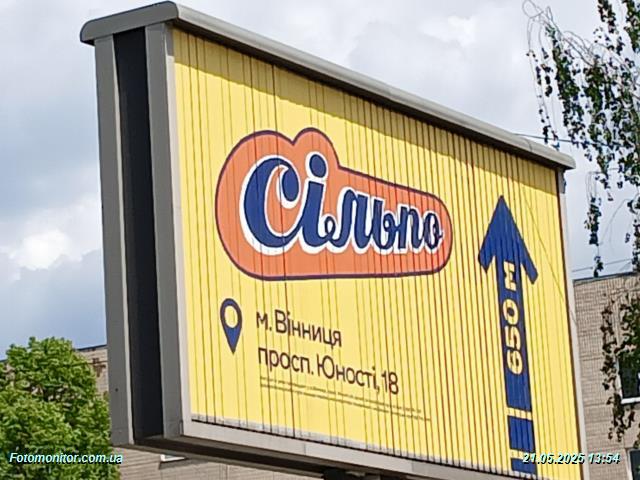 Сільпо
650 м
м. Вінниця
просп. Юності, 18
Fotomonitor.com.ua
21.05.2025 13:54